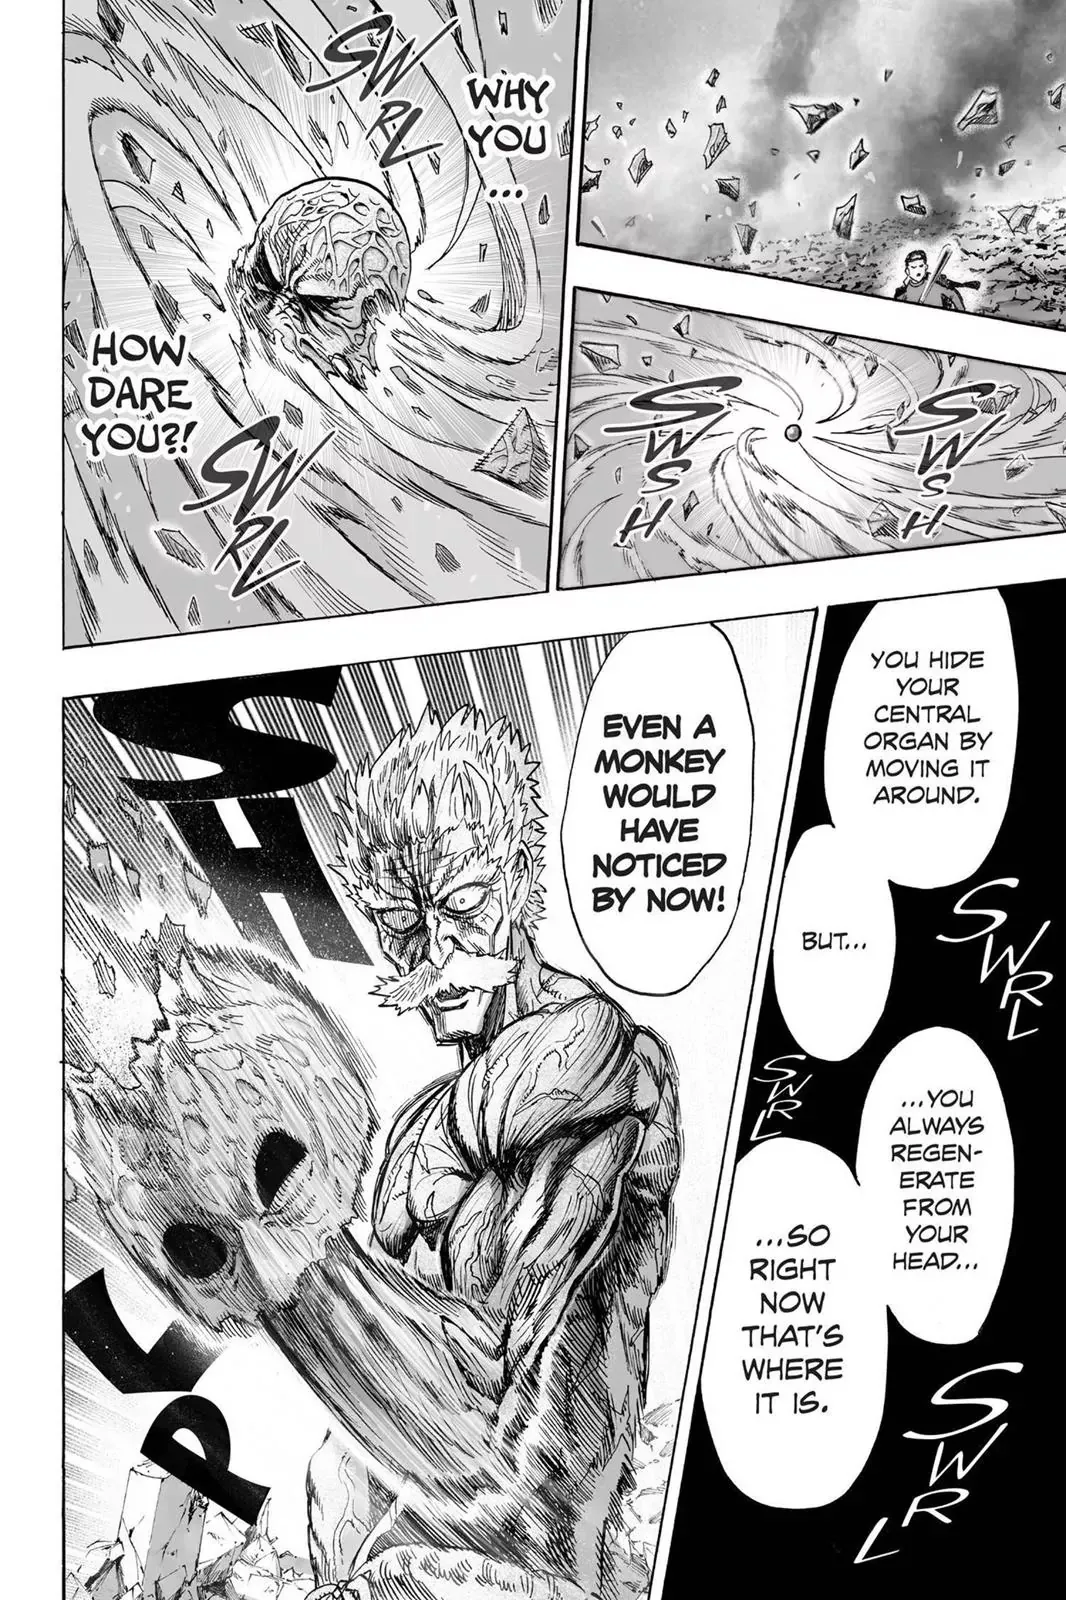 SWSH
SWSH
SWRL
WHY
YOU
...
HOW
DARE
YOU?!
SWRL
YOU HIDE
YOUR
CENTRAL
ORGAN BY
MOVING IT
AROUND.
BUT...
SWRL
SWRL
...YOU
ALWAYS
REGEN-
ERATE FROM
YOUR
HEAD...
...SO
RIGHT
NOW
THAT'S
WHERE
IT IS.
SWRL
EVEN A
MONKEY
WOULD
HAVE
NOTICED
BY NOW!
SHLP